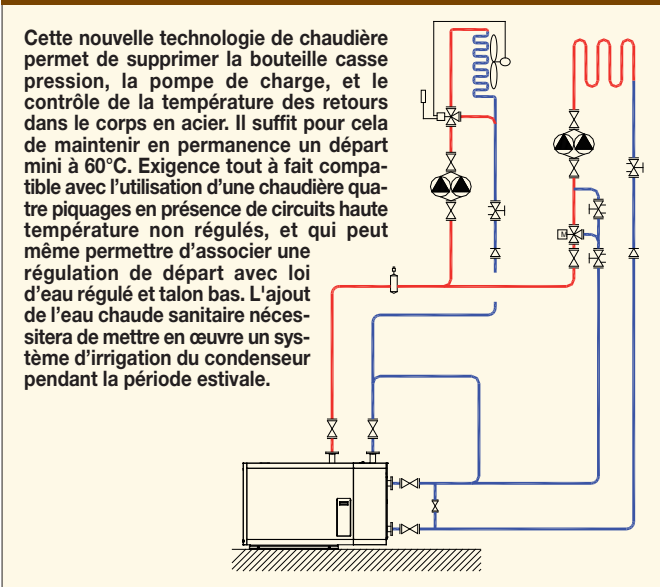 Cette nouvelle technologie de chaudière
permet de supprimer la bouteille casse
pression, la pompe de charge, et le
contrôle de la température des retours
dans le corps en acier. Il suffit pour cela
de maintenir en permanence un départ
mini à 60°C. Exigence tout à fait compa-
tible avec l'utilisation d'une chaudière qua-
tre piquages en présence de circuits haute
température non régulés, et qui peut
même permettre d'associer une
régulation de départ avec loi
d'eau régulé et talon bas. L'ajout
de l'eau chaude sanitaire néces-
sitera de mettre en œuvre un sys-
tème d'irrigation du condenseur
pendant la période estivale.
M